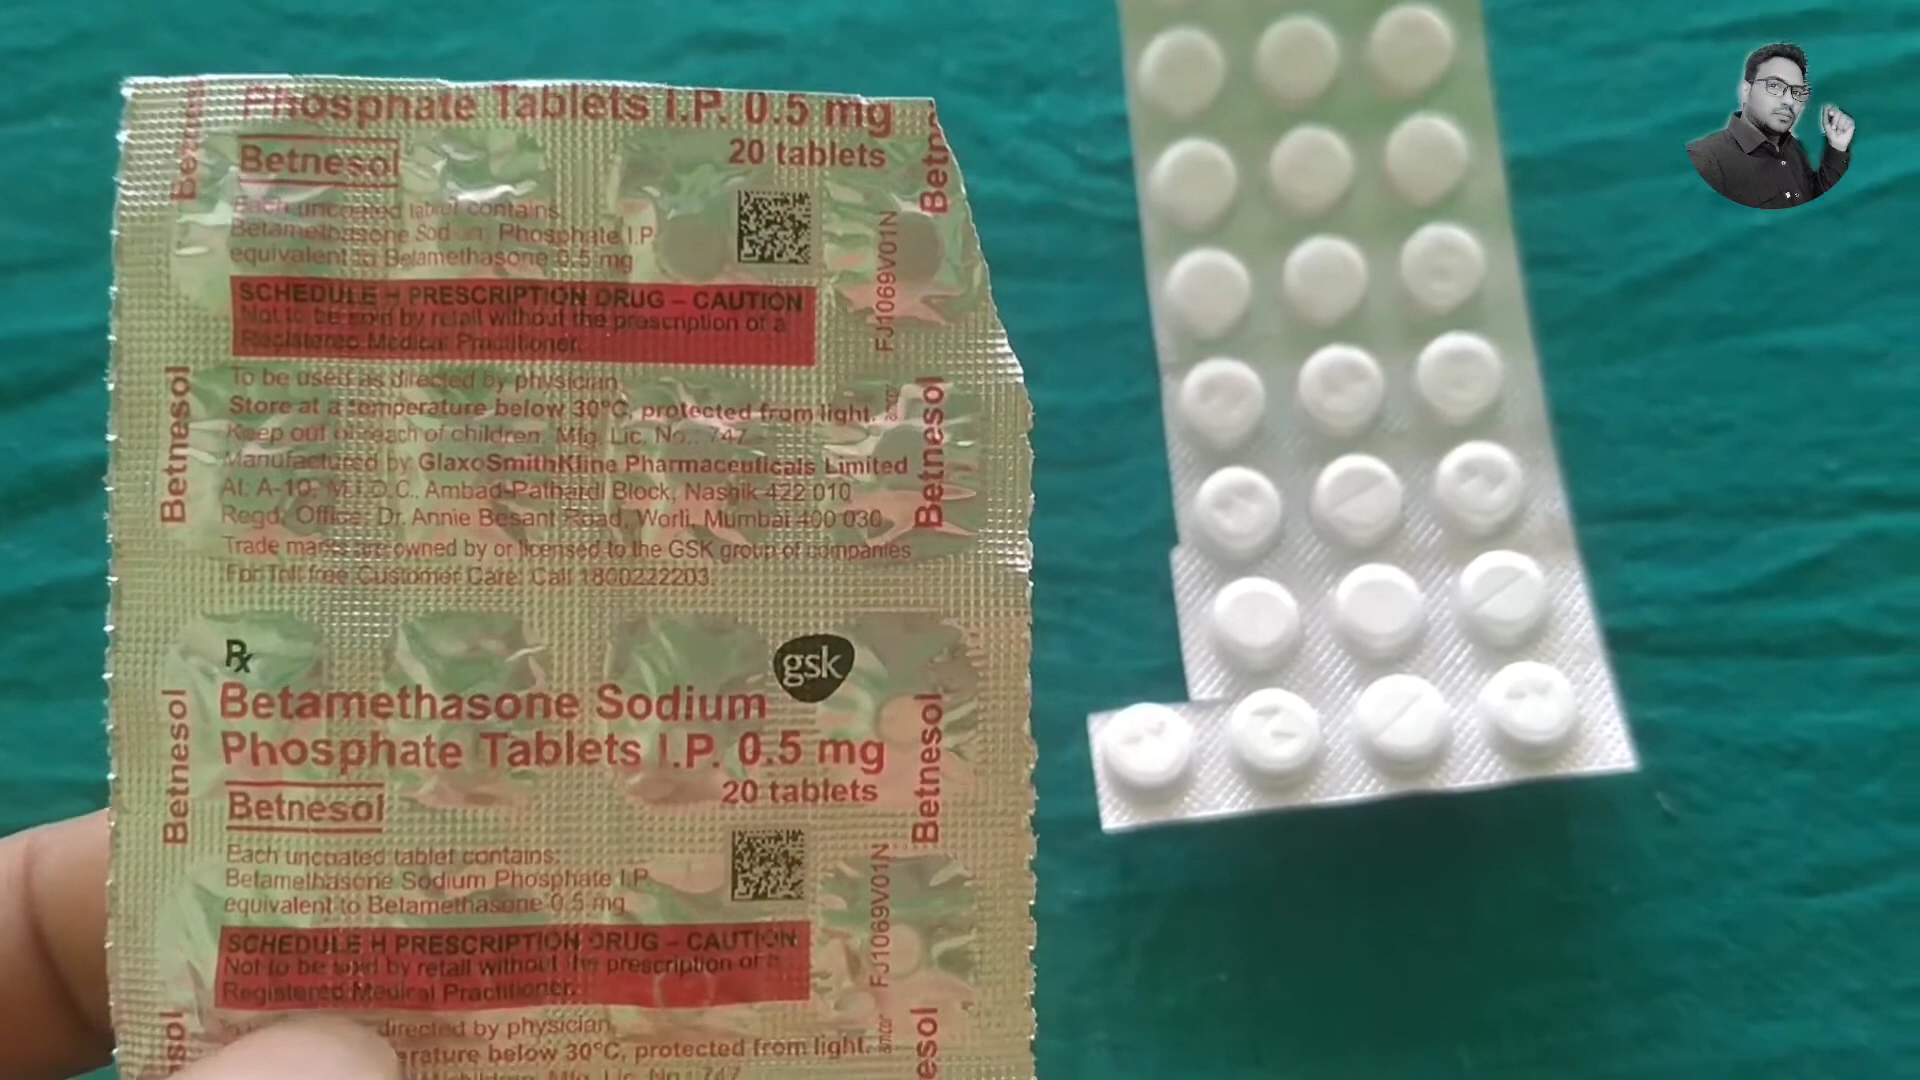 Phosphate Tablets I.P. 0.5 mg
20 tablets
Betnesol
Each uncoated tablet contains
Betamethasone Sodium Phosphate I.P.
equivalent to Betamethasone 0.5 mg
SCHEDULE H PRESCRIPTION DRUG – CAUTION
Not to be sold by retail without the prescription of a
Registered Medical Practitioner.
To be used as directed by physician.
Store at a temperature below 30°C, protected from light.
Keep out of reach of children. Mfg. Lic. No.: 747
Manufactured by GlaxoSmithKline Pharmaceuticals Limited
At: A-10, M.I.D.C., Ambad-Pathardi Block, Nashik 422 010
Regd. Office: Dr. Annie Besant Road, Worli, Mumbai 400 030.
Trade marks are owned by or licensed to the GSK group of companies
For Toll free Customer Care: Call 1800222203.
Betnesol
Betnesol
Betnesol
FJ1069V01N
amcor
Rx
gsk
Betamethasone Sodium
Phosphate Tablets I.P. 0.5 mg
20 tablets
Betnesol
Each uncoated tablet contains:
Betamethasone Sodium Phosphate I.P.
equivalent to Betamethasone 0.5 mg
SCHEDULE H PRESCRIPTION DRUG – CAUTION
Not to be sold by retail without the prescription of a
Registered Medical Practitioner.
directed by physician.
below 30°C, protected from light.
children. Mfg. Lic. No.: 747
Betnesol
Betnesol
FJ1069V01N
amcor